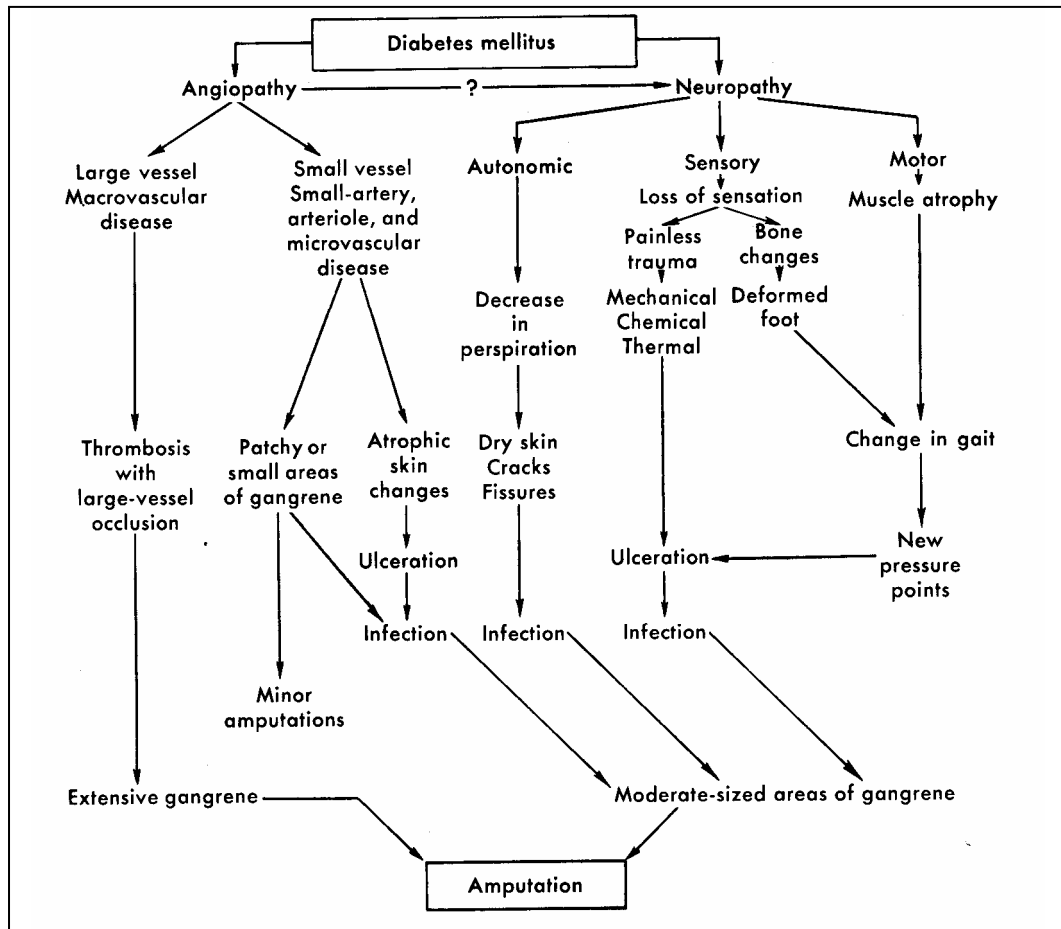 Diabetes mellitus
Angiopathy
?
Neuropathy
Large vessel
Macrovascular
disease
Small vessel
Small-artery,
arteriole, and
microvascular
disease
Autonomic
Sensory
Loss of sensation
Motor
Muscle atrophy
Painless
trauma
Bone
changes
Decrease
in
perspiration
Mechanical
Chemical
Thermal
Deformed
foot
Thrombosis
with
large-vessel
occlusion
Patchy or
small areas
of gangrene
Atrophic
skin
changes
Dry skin
Cracks
Fissures
Change in gait
Ulceration
Ulceration
New
pressure
points
Infection
Infection
Infection
Minor
amputations
Extensive gangrene
Moderate-sized areas of gangrene
Amputation